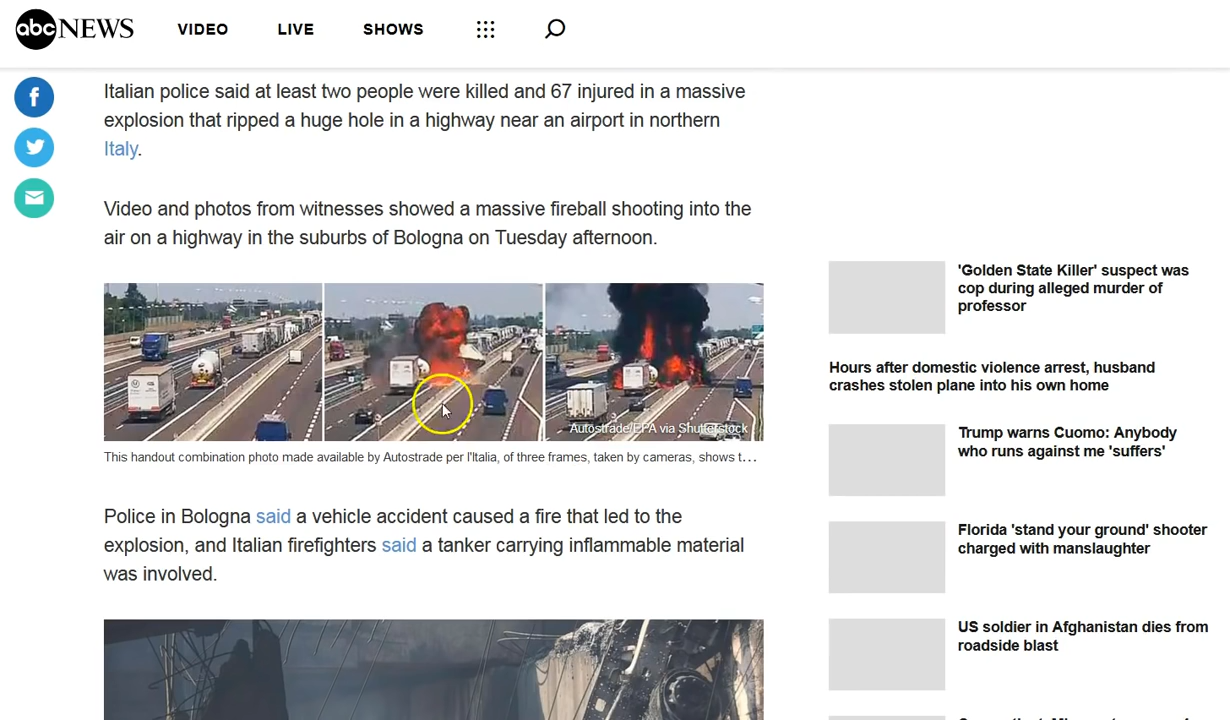 abc NEWS
VIDEO
LIVE
SHOWS
Italian police said at least two people were killed and 67 injured in a massive
explosion that ripped a huge hole in a highway near an airport in northern
Italy.
Video and photos from witnesses showed a massive fireball shooting into the
air on a highway in the suburbs of Bologna on Tuesday afternoon.
Autostrade/EPA via Shutterstock
This handout combination photo made available by Autostrade per l'Italia, of three frames, taken by cameras, shows t...
Police in Bologna said a vehicle accident caused a fire that led to the
explosion, and Italian firefighters said a tanker carrying inflammable material
was involved.
'Golden State Killer' suspect was
cop during alleged murder of
professor
Hours after domestic violence arrest, husband
crashes stolen plane into his own home
Trump warns Cuomo: Anybody
who runs against me 'suffers'
Florida 'stand your ground' shooter
charged with manslaughter
US soldier in Afghanistan dies from
roadside blast